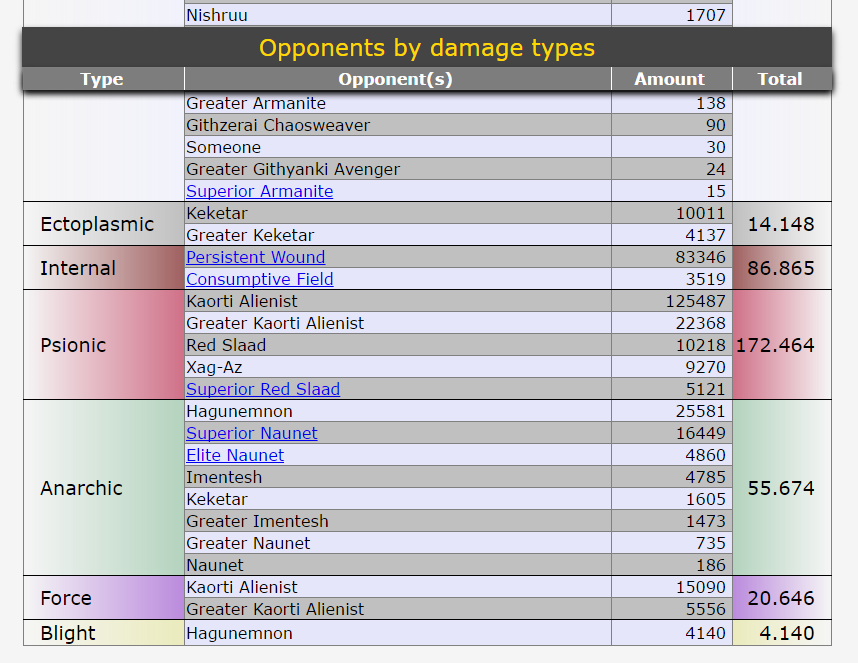 Nishruu 1707
Opponents by damage types
Type Opponent(s) Amount Total
Greater Armanite 138
Githzerai Chaosweaver 90
Someone 30
Greater Githyanki Avenger 24
Superior Armanite 15
Ectoplasmic Keketar 10011 14.148
Greater Keketar 4137
Internal Persistent Wound 83346 86.865
Consumptive Field 3519
Kaorti Alienist 125487
Greater Kaorti Alienist 22368
Psionic Red Slaad 10218 172.464
Xag-Az 9270
Superior Red Slaad 5121
Hagunemnon 25581
Superior Naunet 16449
Elite Naunet 4860
Imentesh 4785
Anarchic Keketar 1605 55.674
Greater Imentesh 1473
Greater Naunet 735
Naunet 186
Force Kaorti Alienist 15090 20.646
Greater Kaorti Alienist 5556
Blight Hagunemnon 4140 4.140